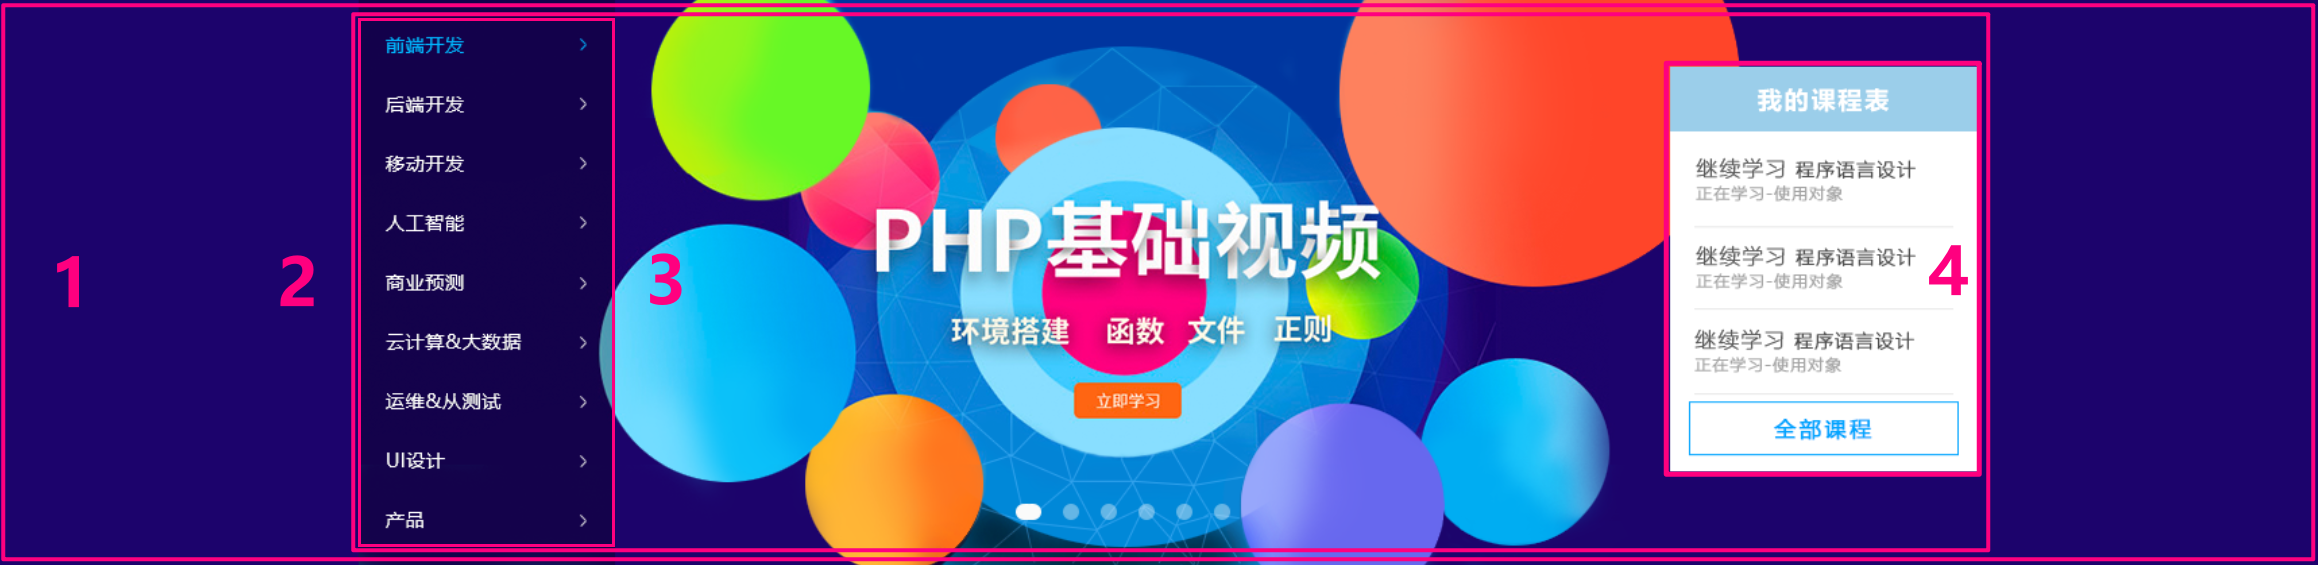 1
2
3
4
前端开发
后端开发
移动开发
人工智能
商业预测
云计算&大数据
运维&从测试
UI设计
产品
PHP基础视频
环境搭建 函数 文件 正则
立即学习
我的课程表
继续学习 程序语言设计
正在学习-使用对象
继续学习 程序语言设计
正在学习-使用对象
继续学习 程序语言设计
正在学习-使用对象
全部课程